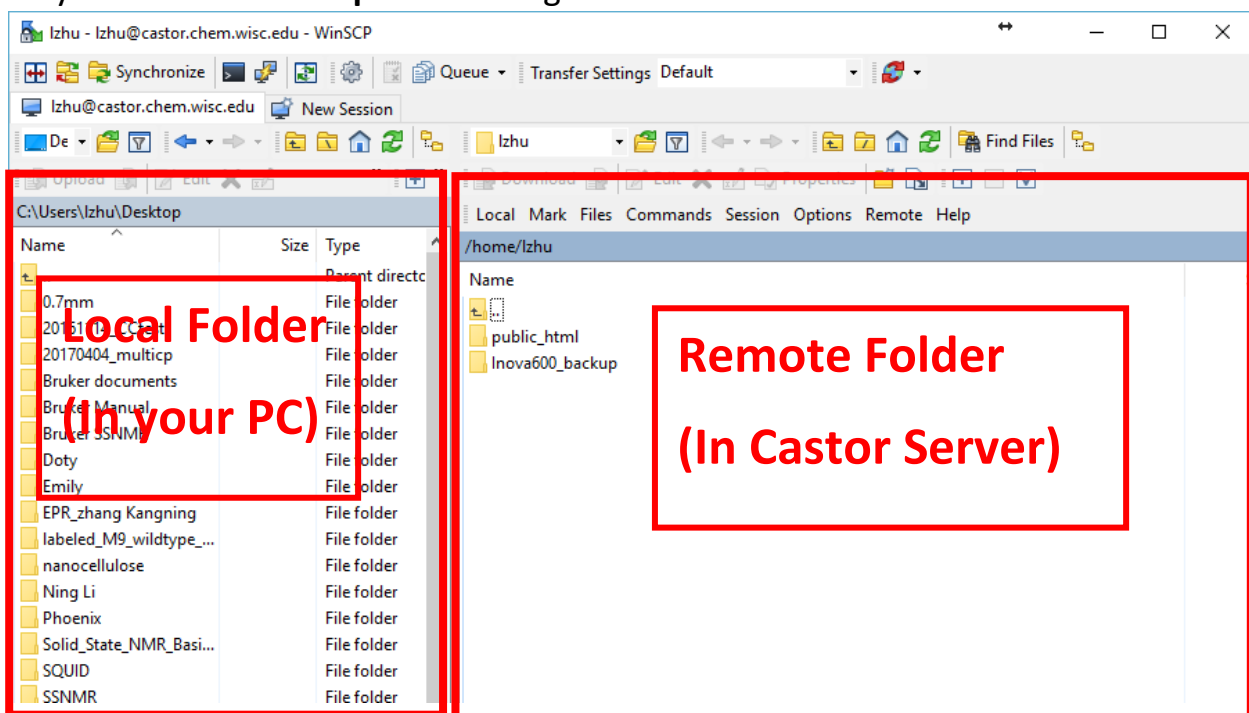 lzhu - lzhu@castor.chem.wisc.edu - WinSCP
Synchronize Queue Transfer Settings Default
lzhu@castor.chem.wisc.edu New Session
De lzhu Find Files
Upload Edit Download Edit Properties
C:\Users\lzhu\Desktop
Local Mark Files Commands Session Options Remote Help
/home/lzhu
Name Size Type
Parent directc
0.7mm File folder
File folder
20170404_multicp File folder
Bruker documents File folder
Bruker Manual File folder
Bruker SSNMR File folder
Doty File folder
Emily File folder
EPR_zhang Kangning File folder
labeled_M9_wildtype_... File folder
nanocellulose File folder
Ning Li File folder
Phoenix File folder
Solid_State_NMR_Basi... File folder
SQUID File folder
SSNMR File folder
Local Folder
(In your PC)
Name
..
public_html
Inova600_backup
Remote Folder
(In Castor Server)